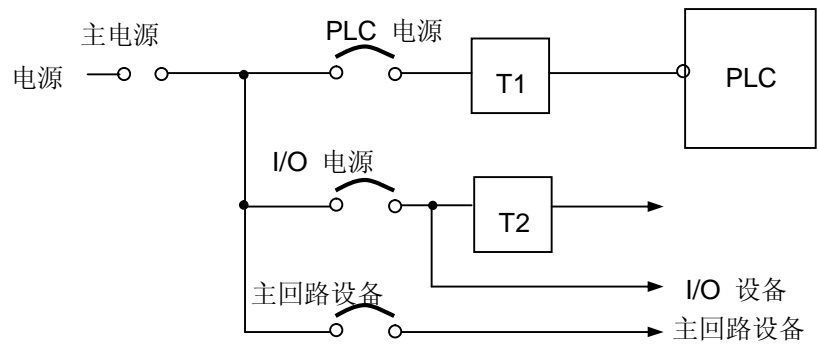 主电源
PLC 电源
电源
T1
PLC
I/O 电源
T2
主回路设备
I/O 设备
主回路设备